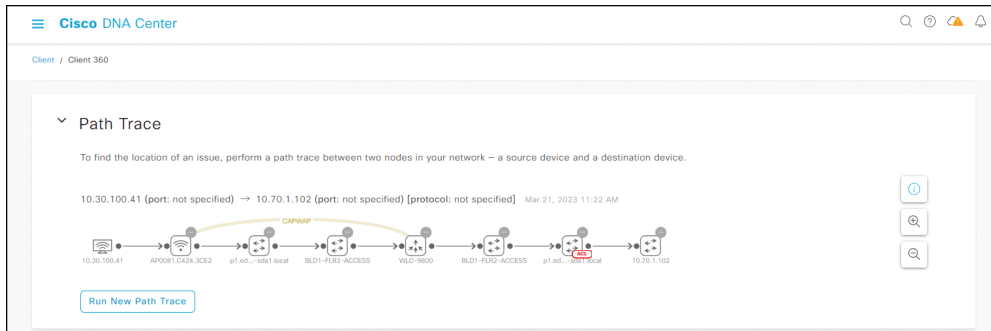 Cisco DNA Center
Client / Client 360
Path Trace
To find the location of an issue, perform a path trace between two nodes in your network – a source device and a destination device.
10.30.100.41 (port: not specified) → 10.70.1.102 (port: not specified) [protocol: not specified] Mar 21, 2023 11:22 AM
CAPWAP
ACE
10.30.100.41 AP0081.C424.3CE2 p1.ed...-sda1.local BLD1-FLR2-ACCESS WLC-9800 BLD1-FLR2-ACCESS p1.ed...-sda1.local 10.70.1.102
Run New Path Trace